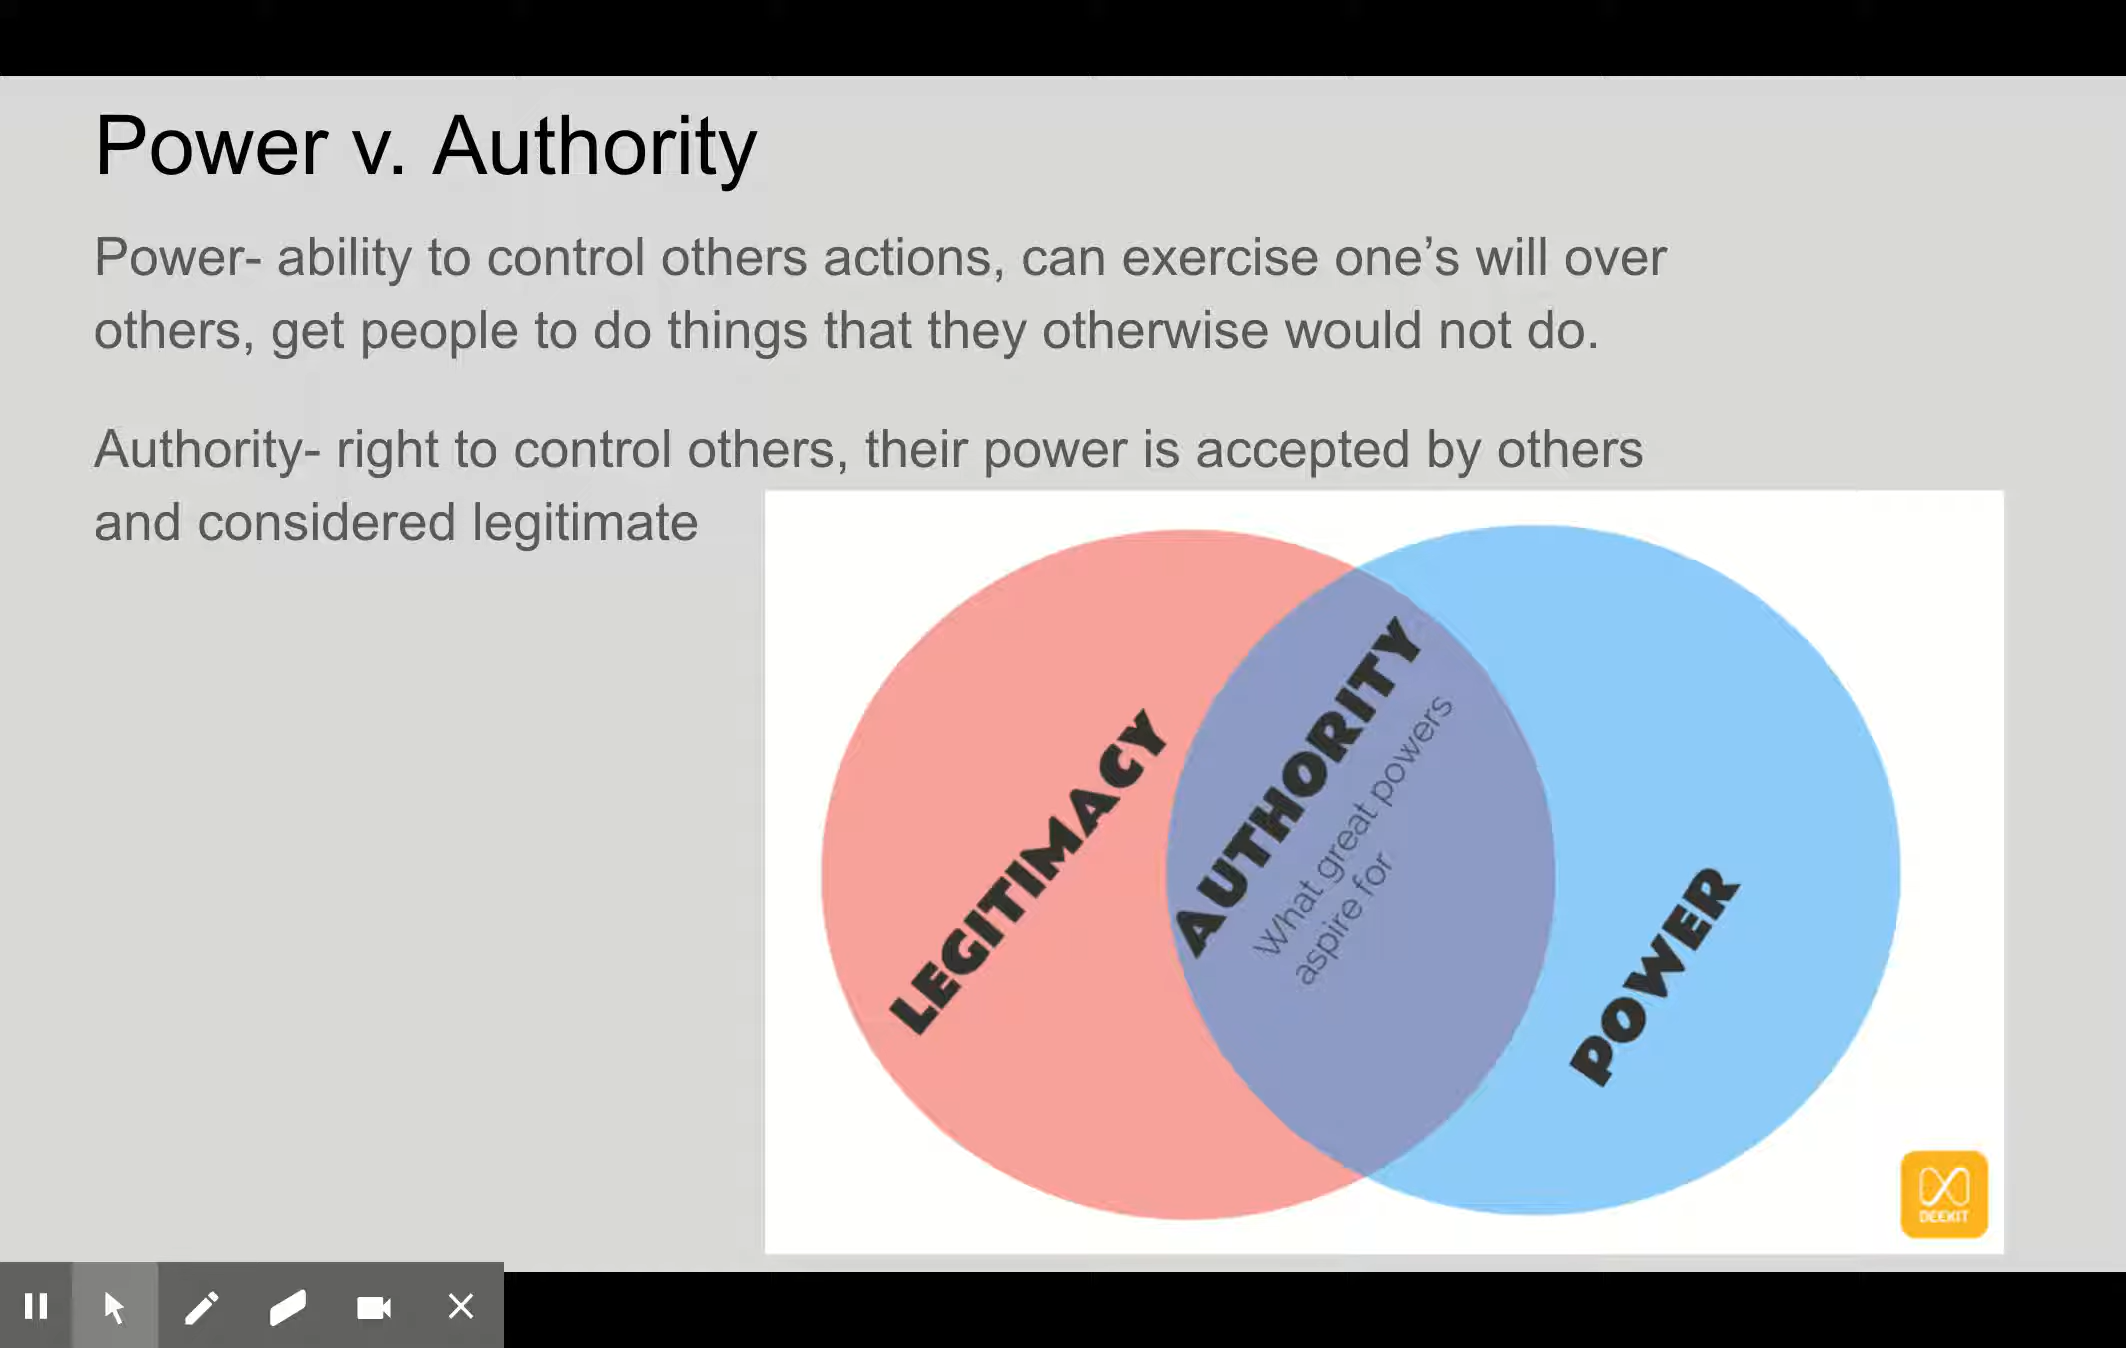 Power v. Authority
Power- ability to control others actions, can exercise one’s will over
others, get people to do things that they otherwise would not do.
Authority- right to control others, their power is accepted by others
and considered legitimate
LEGITIMACY
AUTHORITY
What great powers
aspire for
POWER
DEEKIT